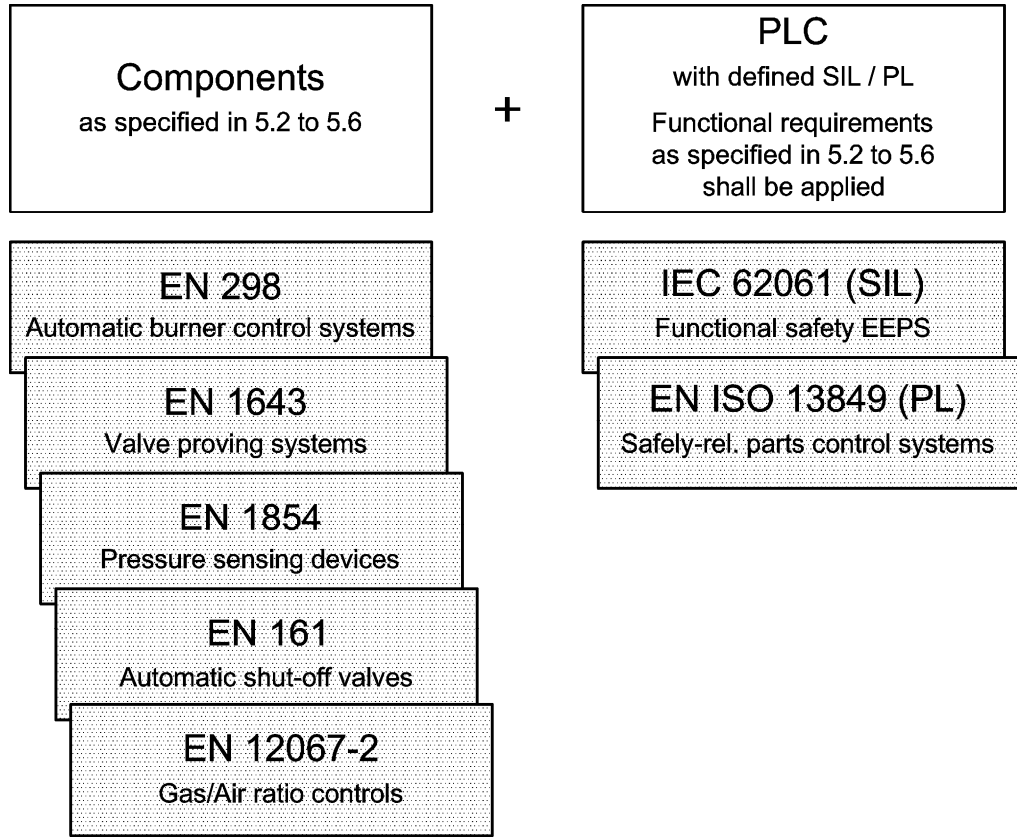 Components
as specified in 5.2 to 5.6
+
PLC
with defined SIL / PL
Functional requirements
as specified in 5.2 to 5.6
shall be applied
EN 298
Automatic burner control systems
EN 1643
Valve proving systems
EN 1854
Pressure sensing devices
EN 161
Automatic shut-off valves
EN 12067-2
Gas/Air ratio controls
IEC 62061 (SIL)
Functional safety EEPS
EN ISO 13849 (PL)
Safely-rel. parts control systems